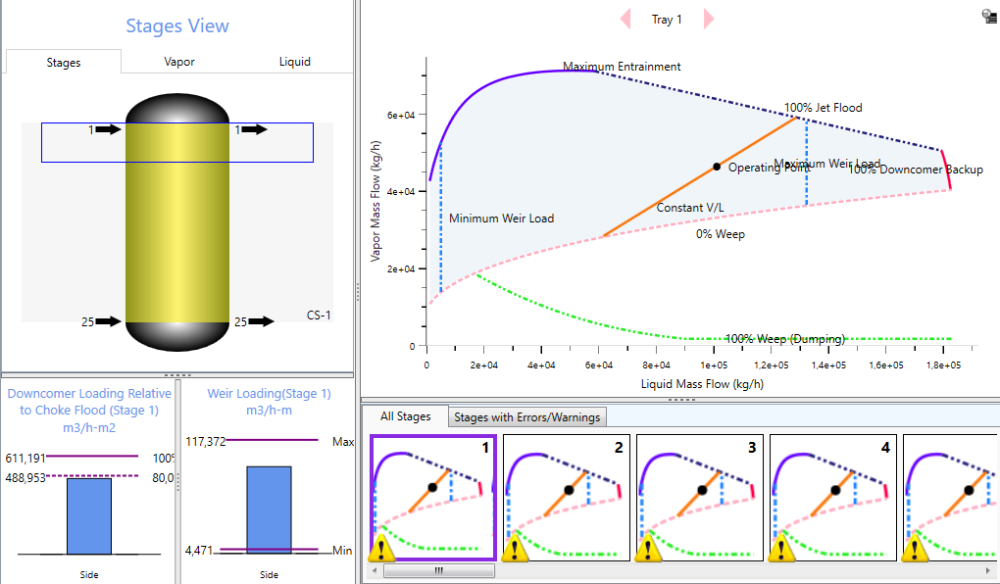 Stages View
Stages
Vapor
Liquid
1
1
25
25
CS-1
Downcomer Loading Relative
to Choke Flood (Stage 1)
m3/h-m2
611,191
100%
488,953
80,0
Side
Weir Loading(Stage 1)
m3/h-m
117,372
Max
4,471
Min
Side
Tray 1
Vapor Mass Flow (kg/h)
6e+04
4e+04
2e+04
0
Maximum Entrainment
100% Jet Flood
Operating Point
Maximum Weir Load
100% Downcomer Backup
Constant V/L
Minimum Weir Load
0% Weep
100% Weep (Dumping)
0
2e+04
4e+04
6e+04
8e+04
1e+05
1,2e+05
1,4e+05
1,6e+05
1,8e+05
Liquid Mass Flow (kg/h)
All Stages
Stages with Errors/Warnings
1
2
3
4